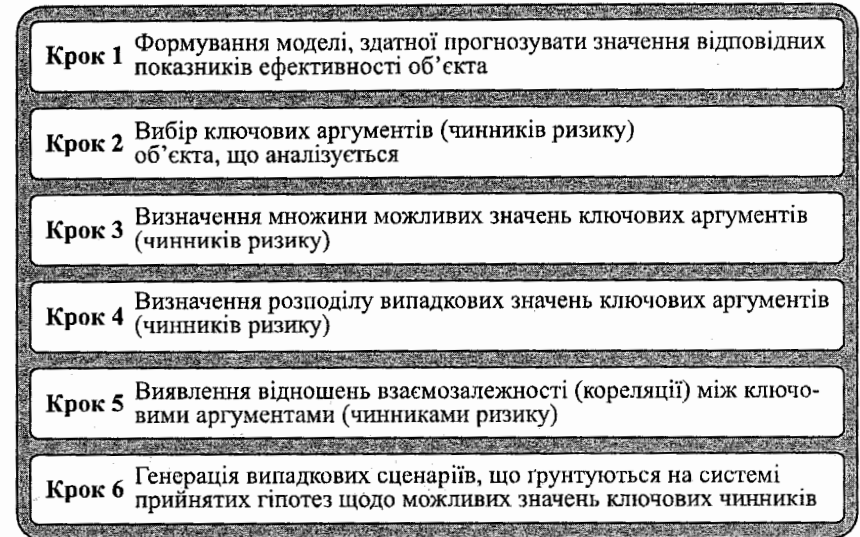 Крок 1 Формування моделі, здатної прогнозувати значення відповідних
показників ефективності об’єкта
Крок 2 Вибір ключових аргументів (чинників ризику)
об’єкта, що аналізується
Крок 3 Визначення множини можливих значень ключових аргументів
(чинників ризику)
Крок 4 Визначення розподілу випадкових значень ключових аргументів
(чинників ризику)
Крок 5 Виявлення відношень взаємозалежності (кореляції) між ключо-
вими аргументами (чинниками ризику)
Крок 6 Генерація випадкових сценаріїв, що ґрунтуються на системі
прийнятих гіпотез щодо можливих значень ключових чинників